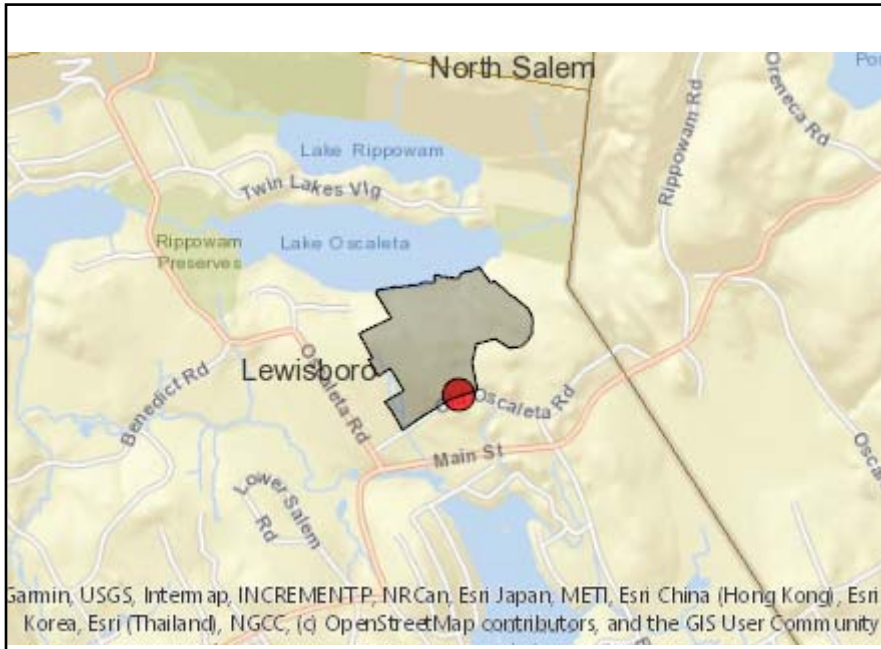 North Salem
Por
Oreneca Rd
Rippowam Rd
Lake Rippowam
Twin Lakes Vlg
Lake Oscaleta
Rippowam
Preserves
Lewisboro
Oscaleta Rd
Benedict Rd
Oscaleta Rd
Main St
Osca
Lower Salem
Rd
Garmin, USGS, Intermap, INCREMENT P, NRCan, Esri Japan, METI, Esri China (Hong Kong), Esri
Korea, Esri (Thailand), NGCC, (c) OpenStreetMap contributors, and the GIS User Community